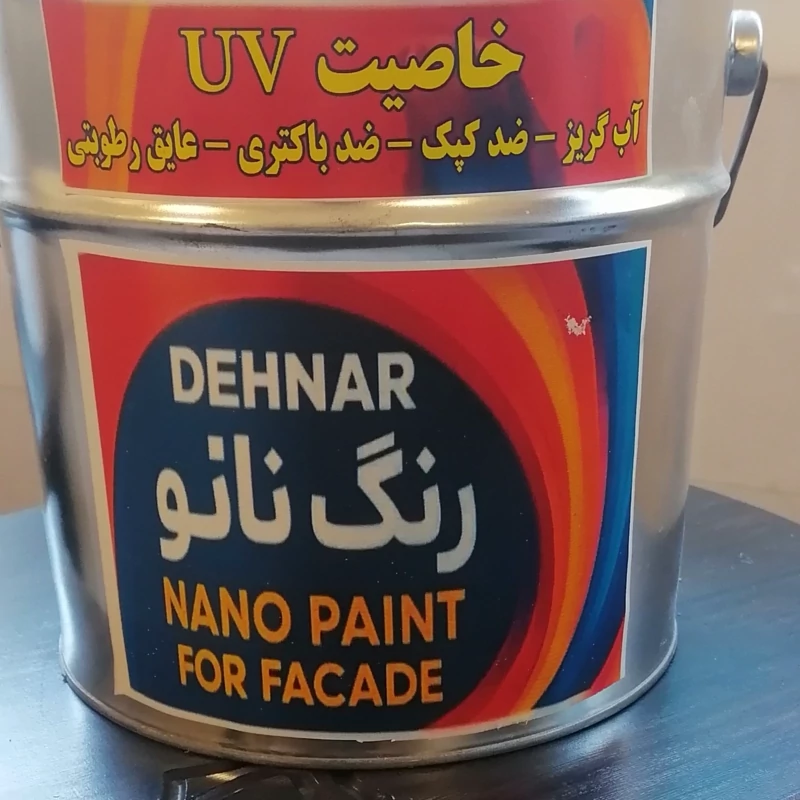 خاصیت UV
آب گریز - ضد کپک - ضد باکتری - عایق رطوبتی
DEHNAR
رنگ نانو
NANO PAINT
FOR FACADE